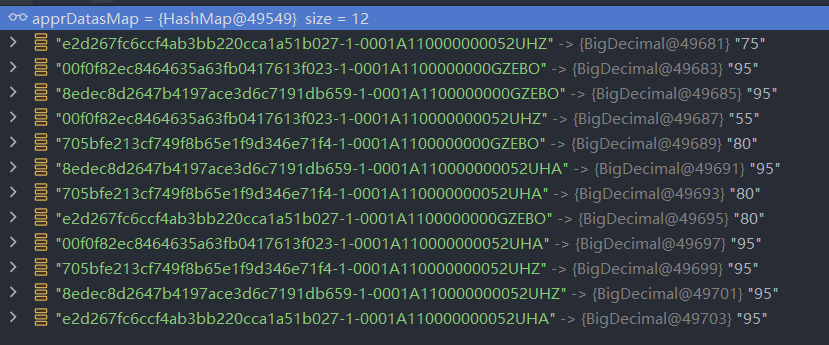 apprDatasMap = {HashMap@49549} size = 12
"e2d267fc6ccf4ab3bb220cca1a51b027-1-0001A110000000052UHZ" -> {BigDecimal@49681} "75"
"00f0f82ec8464635a63fb0417613f023-1-0001A1100000000GZEBO" -> {BigDecimal@49683} "95"
"8edec8d2647b4197ace3d6c7191db659-1-0001A1100000000GZEBO" -> {BigDecimal@49685} "95"
"00f0f82ec8464635a63fb0417613f023-1-0001A110000000052UHZ" -> {BigDecimal@49687} "55"
"705bfe213cf749f8b65e1f9d346e71f4-1-0001A1100000000GZEBO" -> {BigDecimal@49689} "80"
"8edec8d2647b4197ace3d6c7191db659-1-0001A110000000052UHA" -> {BigDecimal@49691} "95"
"705bfe213cf749f8b65e1f9d346e71f4-1-0001A110000000052UHA" -> {BigDecimal@49693} "80"
"e2d267fc6ccf4ab3bb220cca1a51b027-1-0001A1100000000GZEBO" -> {BigDecimal@49695} "80"
"00f0f82ec8464635a63fb0417613f023-1-0001A110000000052UHA" -> {BigDecimal@49697} "95"
"705bfe213cf749f8b65e1f9d346e71f4-1-0001A110000000052UHZ" -> {BigDecimal@49699} "95"
"8edec8d2647b4197ace3d6c7191db659-1-0001A110000000052UHZ" -> {BigDecimal@49701} "95"
"e2d267fc6ccf4ab3bb220cca1a51b027-1-0001A110000000052UHA" -> {BigDecimal@49703} "95"